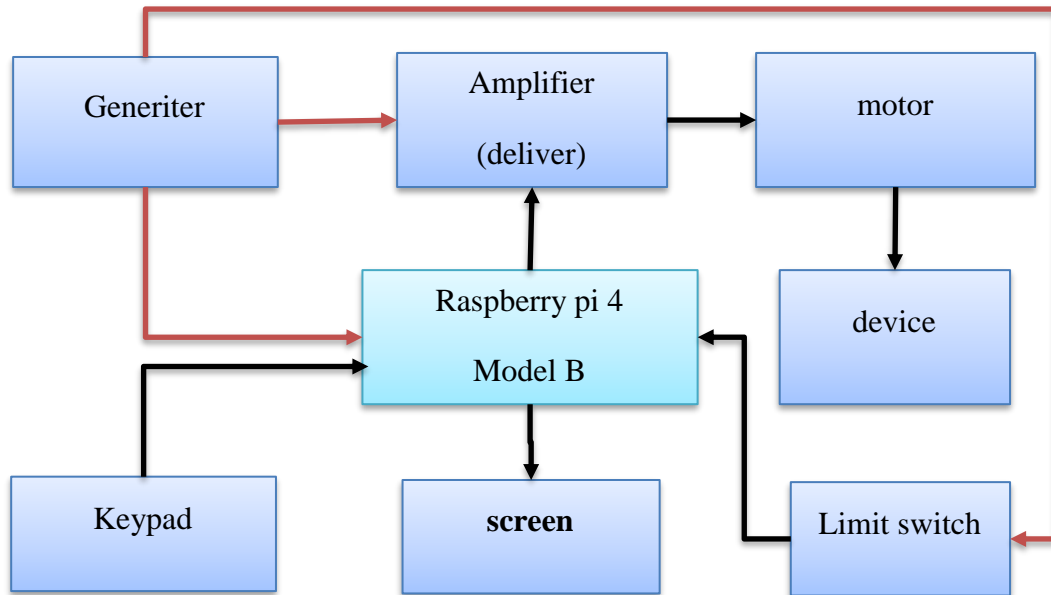 Generiter
Amplifier
(deliver)
motor
Raspberry pi 4
Model B
device
Keypad
screen
Limit switch